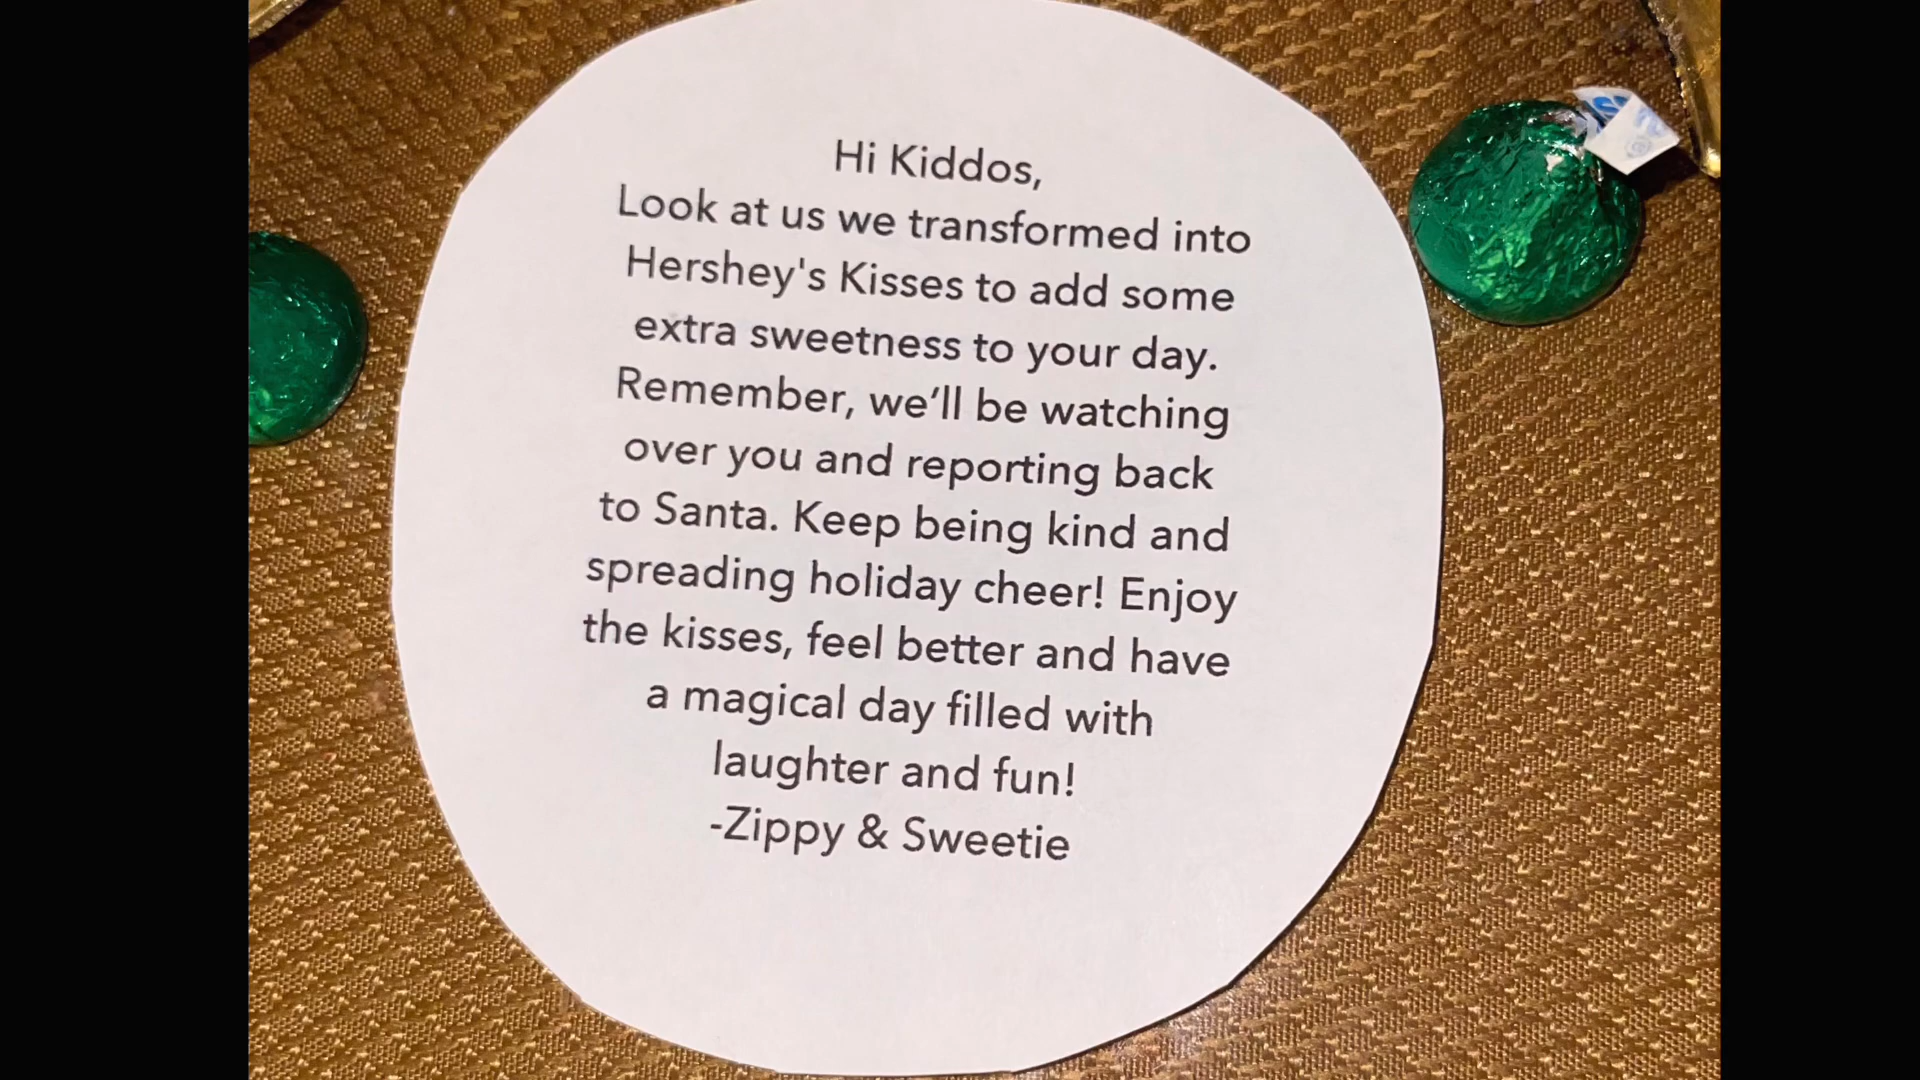 Hi Kiddos,
Look at us we transformed into
Hershey's Kisses to add some
extra sweetness to your day.
Remember, we’ll be watching
over you and reporting back
to Santa. Keep being kind and
spreading holiday cheer! Enjoy
the kisses, feel better and have
a magical day filled with
laughter and fun!
-Zippy & Sweetie